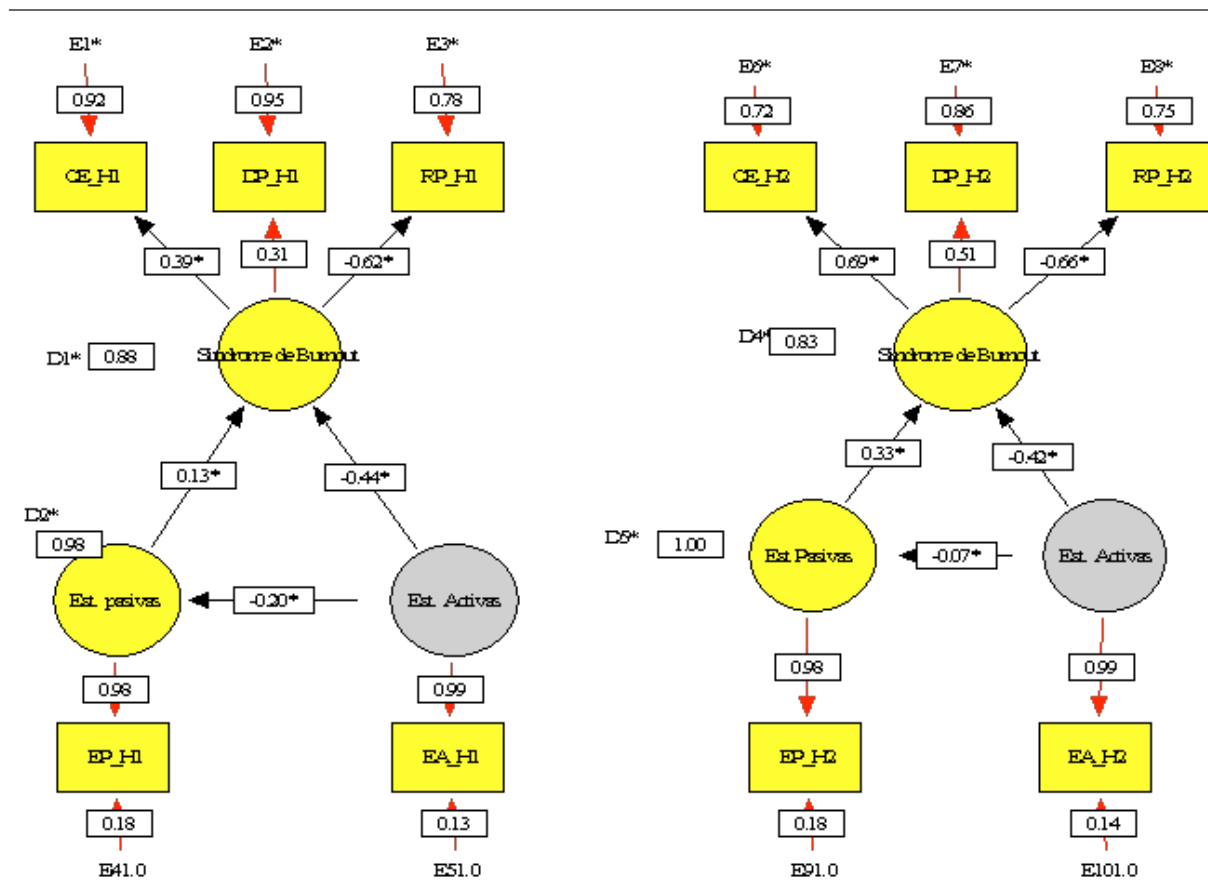 E1* E2* E3*
0.92 0.95 0.78
CE_H1 DP_H1 RP_H1
0.39* 0.31 -0.62*
Síndrome de Burnout
D1* 0.88
0.13* -0.44*
D2*
0.98
Est. pasivas -0.20* Est. Activas
0.98 0.99
EP_H1 EA_H1
0.18 0.13
E41.0 E51.0
E6* E7* E8*
0.72 0.86 0.75
CE_H2 DP_H2 RP_H2
0.69* 0.51 -0.66*
D4* 0.83
Síndrome de Burnout
0.33* -0.42*
D5* 1.00 Est Pasivas -0.07* Est. Activas
0.98 0.99
EP_H2 EA_H2
0.18 0.14
E91.0 E101.0